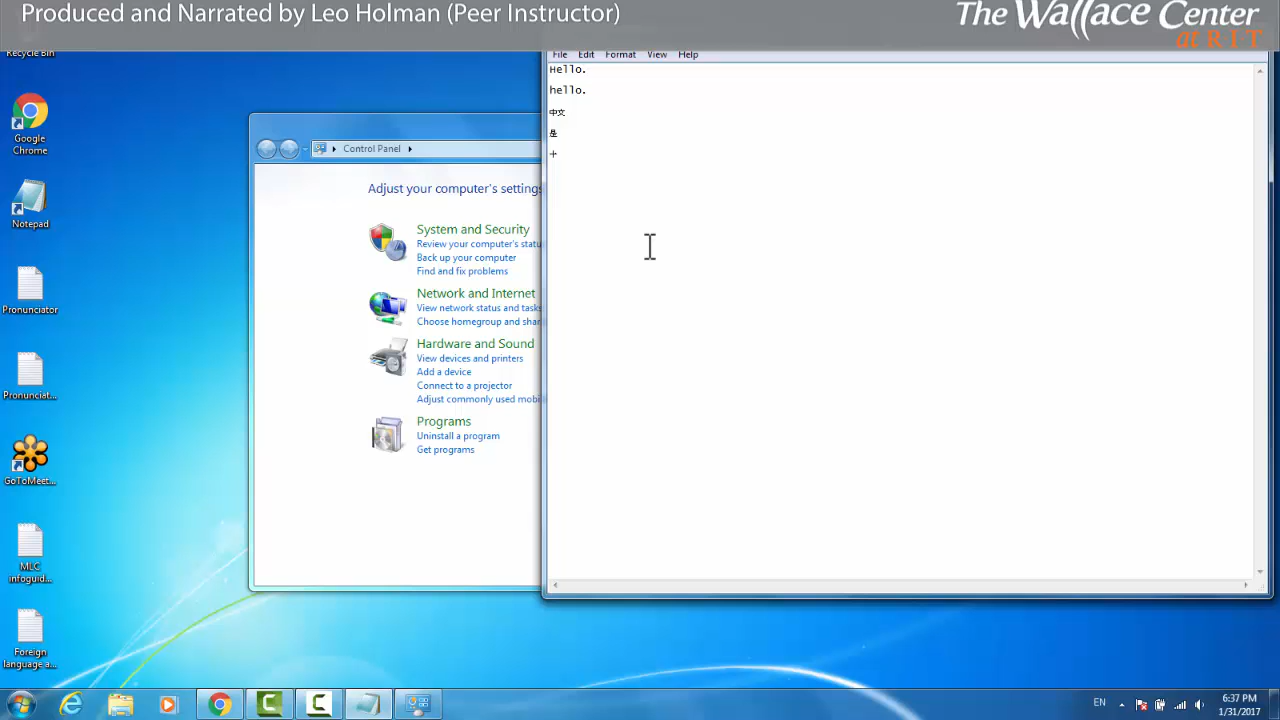 Produced and Narrated by Leo Holman (Peer Instructor)
The Wallace Center
at R·I·T
Recycle Bin
Google
Chrome
Notepad
Pronunciator
Pronunciat...
GoToMeet...
MLC
infoguid...
Foreign
language a...
Control Panel
Adjust your computer's settings
System and Security
Review your computer's statu
Back up your computer
Find and fix problems
Network and Internet
View network status and tasks
Choose homegroup and shar
Hardware and Sound
View devices and printers
Add a device
Connect to a projector
Adjust commonly used mobil
Programs
Uninstall a program
Get programs
File Edit Format View Help
Hello.
hello.
中文
是
+
EN
6:37 PM
1/31/2017